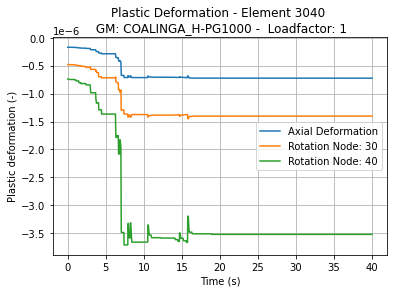 Plastic Deformation - Element 3040
GM: COALINGA_H-PG1000 -  Loadfactor: 1
1e−6
0.0
−0.5
−1.0
−1.5
−2.0
−2.5
−3.0
−3.5
Plastic deformation (-)
Axial Deformation
Rotation Node: 30
Rotation Node: 40
0
5
10
15
20
25
30
35
40
Time (s)